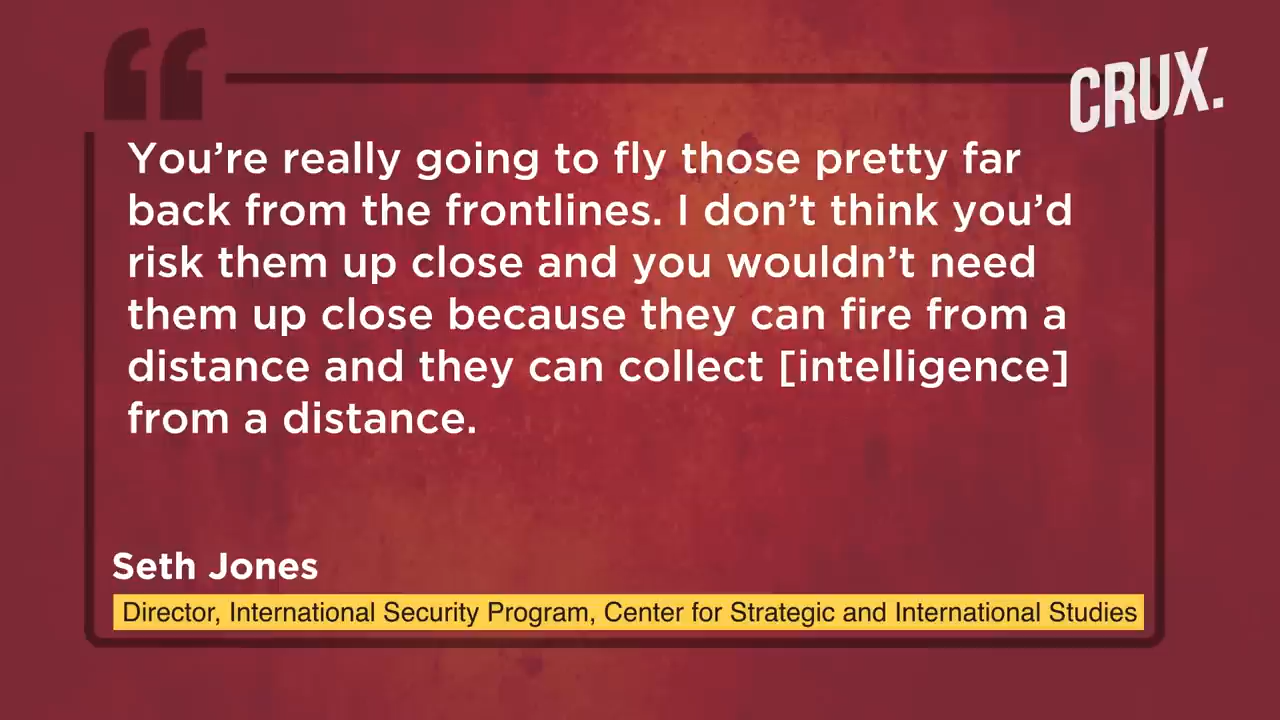 CRUX.
You’re really going to fly those pretty far
back from the frontlines. I don’t think you’d
risk them up close and you wouldn’t need
them up close because they can fire from a
distance and they can collect [intelligence]
from a distance.
Seth Jones
Director, International Security Program, Center for Strategic and International Studies